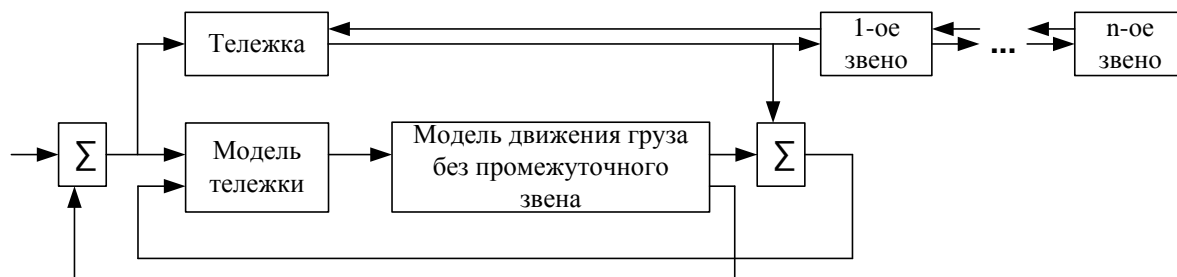 Тележка
1-ое
звено
...
n-ое
звено
Σ
Модель
тележки
Модель движения груза
без промежуточного
звена
Σ